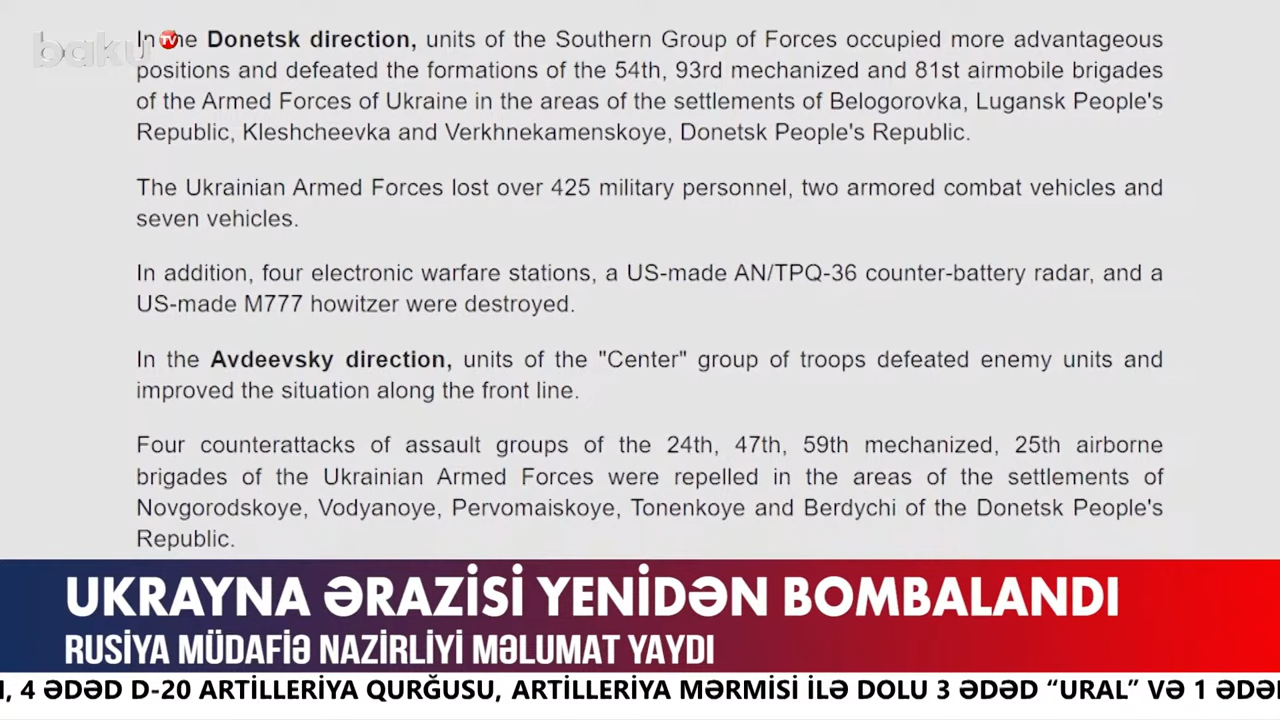 baku TV
In the Donetsk direction, units of the Southern Group of Forces occupied more advantageous
positions and defeated the formations of the 54th, 93rd mechanized and 81st airmobile brigades
of the Armed Forces of Ukraine in the areas of the settlements of Belogorovka, Lugansk People's
Republic, Kleshcheevka and Verkhnekamenskoye, Donetsk People's Republic.
The Ukrainian Armed Forces lost over 425 military personnel, two armored combat vehicles and
seven vehicles.
In addition, four electronic warfare stations, a US-made AN/TPQ-36 counter-battery radar, and a
US-made M777 howitzer were destroyed.
In the Avdeevsky direction, units of the "Center" group of troops defeated enemy units and
improved the situation along the front line.
Four counterattacks of assault groups of the 24th, 47th, 59th mechanized, 25th airborne
brigades of the Ukrainian Armed Forces were repelled in the areas of the settlements of
Novgorodskoye, Vodyanoye, Pervomaiskoye, Tonenkoye and Berdychi of the Donetsk People's
Republic.
UKRAYNA ƏRAZİSİ YENİDƏN BOMBALANDI
RUSİYA MÜDAFİƏ NAZİRLİYİ MƏLUMAT YAYDI
, 4 ƏDƏD D-20 ARTİLLERİYA QURĞUSU, ARTİLLERİYA MƏRMİSİ İLƏ DOLU 3 ƏDƏD “URAL” VƏ 1